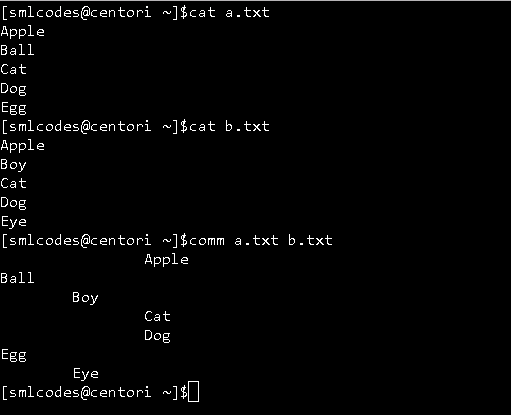 [smlcodes@centori ~]$cat a.txt
Apple
Ball
Cat
Dog
Egg
[smlcodes@centori ~]$cat b.txt
Apple
Boy
Cat
Dog
Eye
[smlcodes@centori ~]$comm a.txt b.txt
                Apple
Ball
        Boy
                Cat
                Dog
Egg
        Eye
[smlcodes@centori ~]$